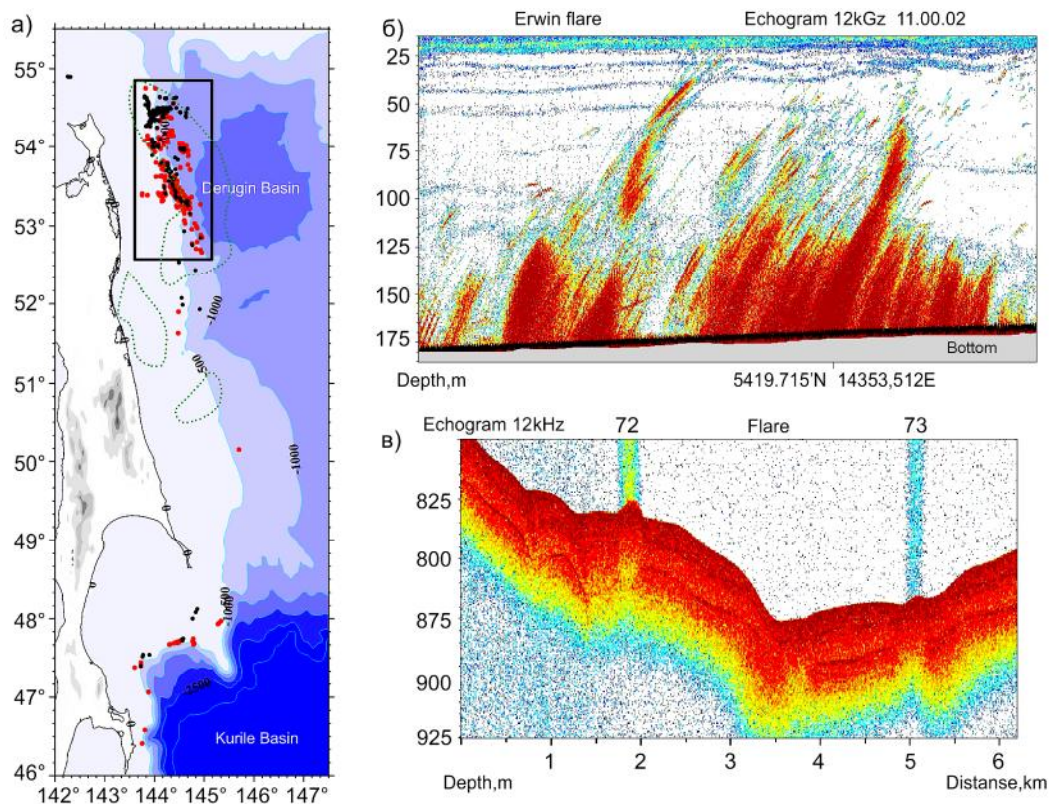 а)
55°
54°
53°
52°
51°
50°
49°
48°
47°
46°
142° 143° 144° 145° 146° 147°
Derugin Basin
-1000
-500
-1000
-500
-1000
Kurile Basin
б) Erwin flare Echogram 12kGz 11.00.02
25
50
75
100
125
150
175
Bottom
Depth,m 5419.715'N 14353,512E
в) Echogram 12kHz 72 Flare 73
825
800
875
900
925
1 2 3 4 5 6
Depth,m Distanse,km